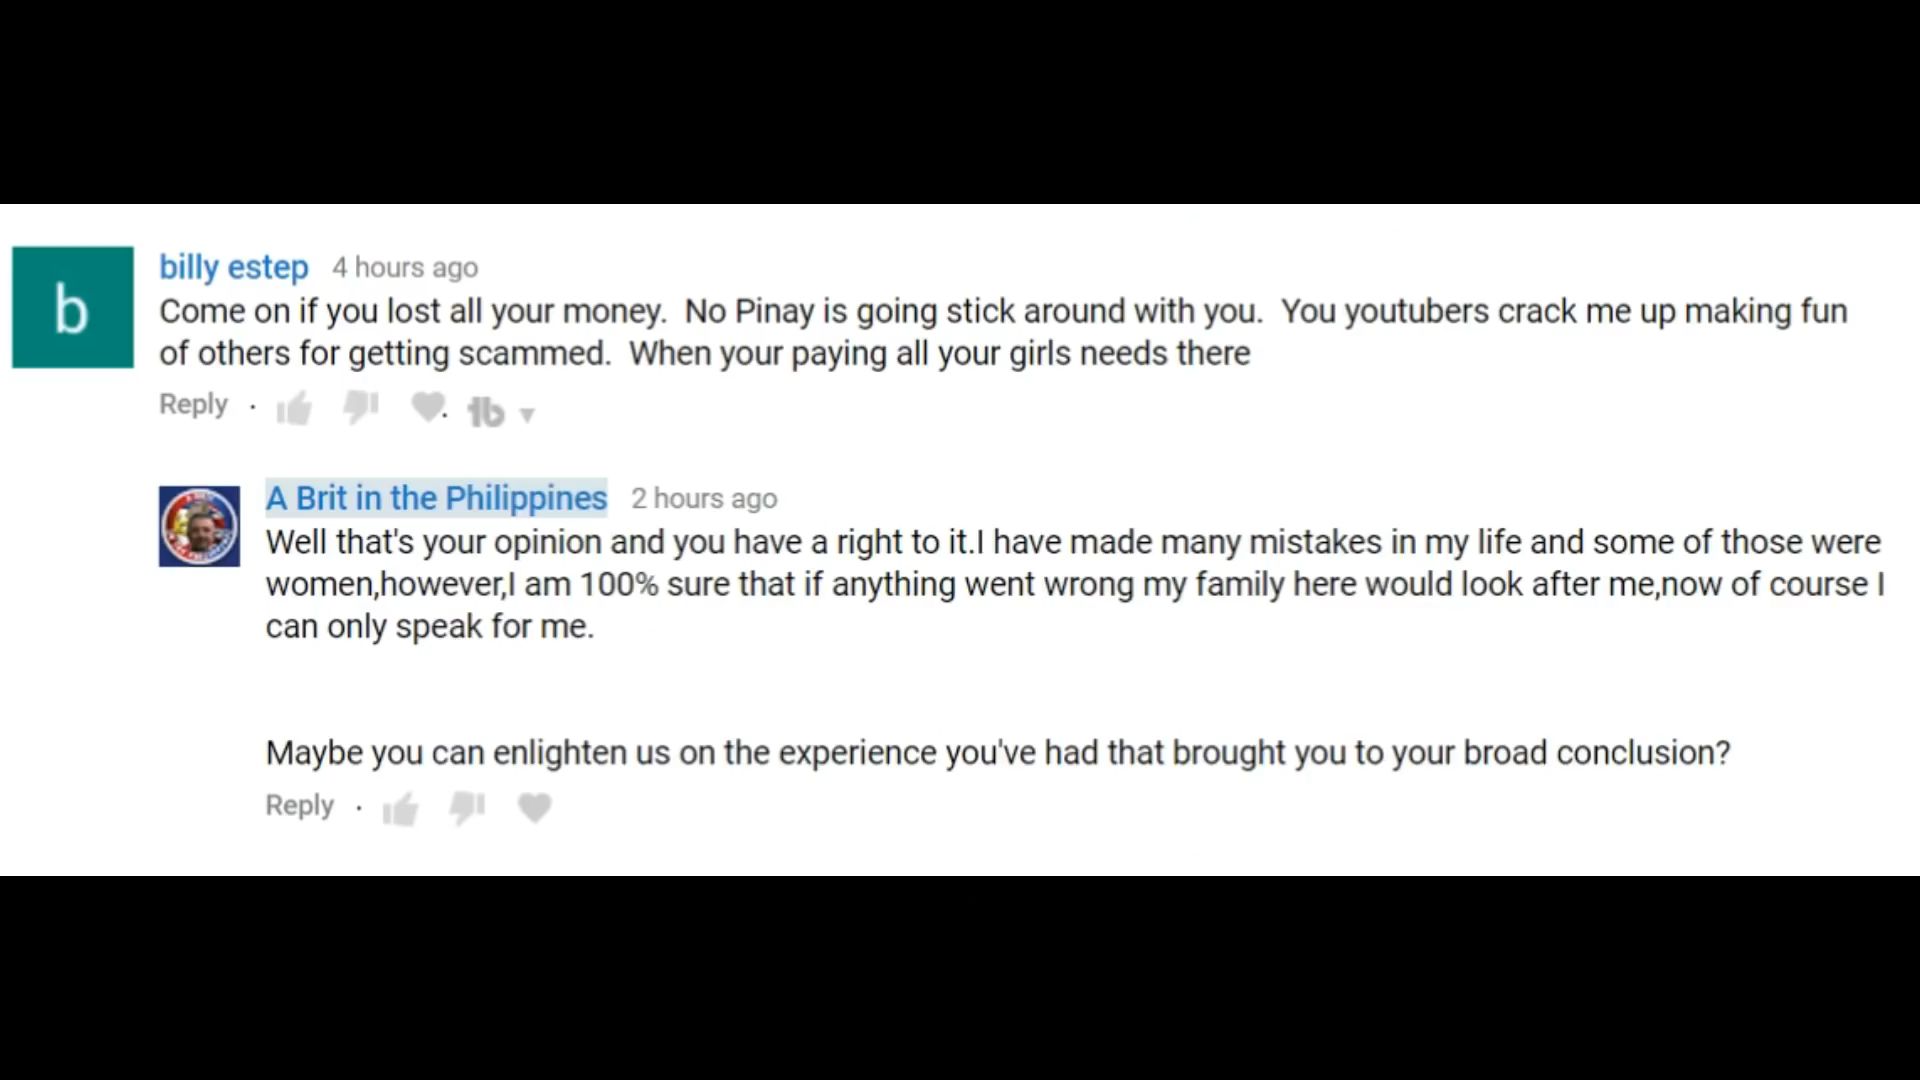 b
billy estep 4 hours ago
Come on if you lost all your money.  No Pinay is going stick around with you.  You youtubers crack me up making fun
of others for getting scammed.  When your paying all your girls needs there
Reply · tb ▼
A Brit in the Philippines 2 hours ago
Well that's your opinion and you have a right to it.I have made many mistakes in my life and some of those were
women,however,I am 100% sure that if anything went wrong my family here would look after me,now of course I
can only speak for me.
Maybe you can enlighten us on the experience you've had that brought you to your broad conclusion?
Reply ·